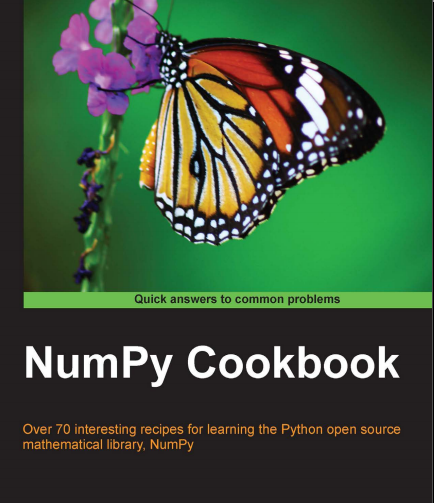 Quick answers to common problems
NumPy Cookbook
Over 70 interesting recipes for learning the Python open source
mathematical library, NumPy